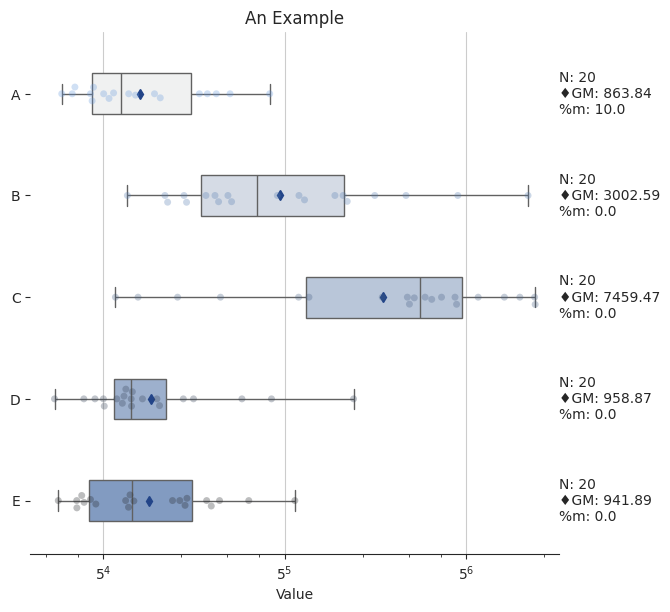 An Example
A
N: 20
♦GM: 863.84
%m: 10.0
B
N: 20
♦GM: 3002.59
%m: 0.0
C
N: 20
♦GM: 7459.47
%m: 0.0
D
N: 20
♦GM: 958.87
%m: 0.0
E
N: 20
♦GM: 941.89
%m: 0.0
5⁴ 5⁵ 5⁶
Value